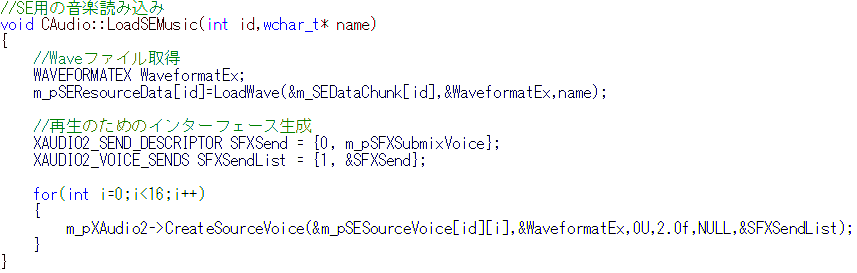 //SE用の音楽読み込み
void CAudio::LoadSEMusic(int id,wchar_t* name)
{
    //Waveファイル取得
    WAVEFORMATEX WaveformatEx;
    m_pSEResourceData[id]=LoadWave(&m_SEDataChunk[id],&WaveformatEx,name);

    //再生のためのインターフェース生成
    XAUDIO2_SEND_DESCRIPTOR SFXSend = {0, m_pSFXSubmixVoice};
    XAUDIO2_VOICE_SENDS SFXSendList = {1, &SFXSend};

    for(int i=0;i<16;i++)
    {
        m_pXAudio2->CreateSourceVoice(&m_pSESourceVoice[id][i],&WaveformatEx,0U,2.0f,NULL,&SFXSendList);
    }
}